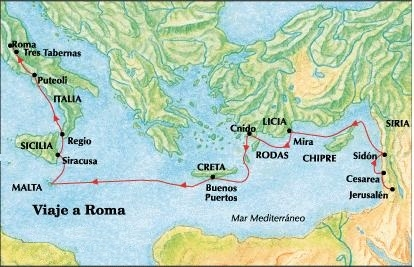 Roma
Tres Tabernas
Puteoli
ITALIA
LICIA
SIRIA
Cnido
Mira
Regio
SICILIA
Siracusa
CRETA
RODAS
CHIPRE
Sidón
Cesarea
MALTA
Buenos
Puertos
Jerusalén
Viaje a Roma
Mar Mediterráneo